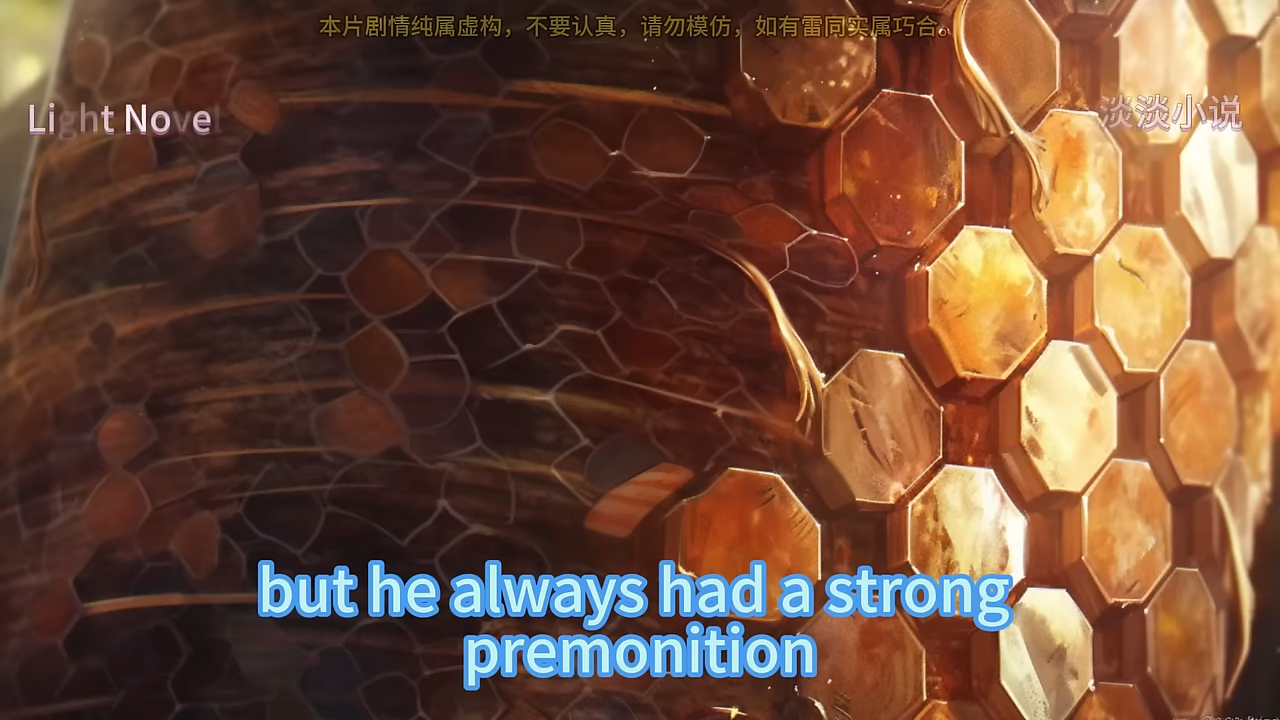 本片剧情纯属虚构，不要认真，请勿模仿，如有雷同实属巧合。
Light Novel
淡淡小说
but he always had a strong
premonition